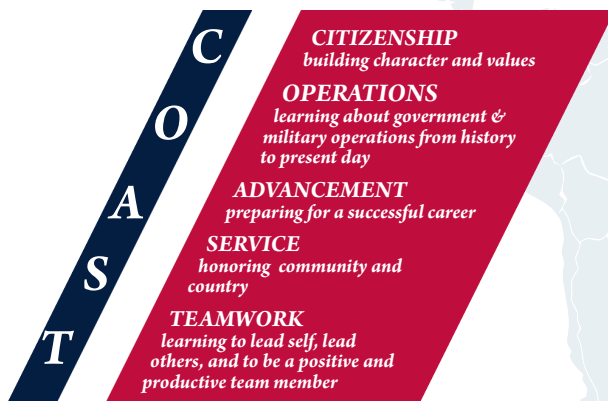 C
CITIZENSHIP
building character and values
O
OPERATIONS
learning about government &
military operations from history
to present day
A
ADVANCEMENT
preparing for a successful career
S
SERVICE
honoring community and
country
T
TEAMWORK
learning to lead self, lead
others, and to be a positive and
productive team member